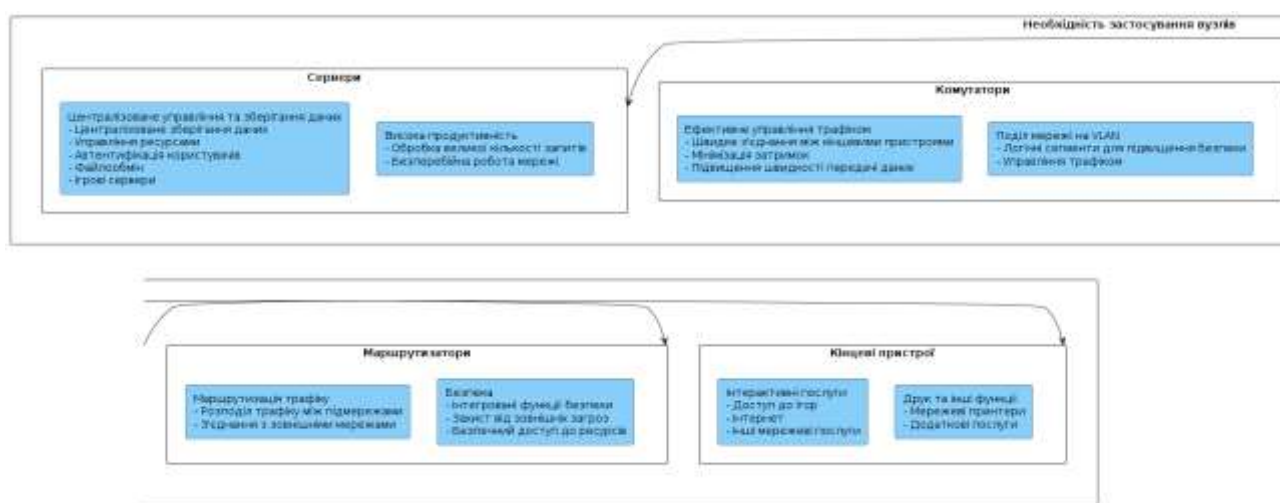 Необхідність застосування вузлів
Сервери
Централізоване управління та зберігання даних
- Централізоване зберігання даних
- Управління ресурсами
- Автентифікація користувачів
- Файлообмін
- Ігрові сервери
Висока продуктивність
- Обробка великої кількості запитів
- Безперебійна робота мережі
Комутатори
Ефективне управління трафіком
- Швидке з'єднання між кінцевими пристроями
- Мінімізація затримок
- Підвищення швидкості передачі даних
Поділ мережі на VLAN
- Логічні сегменти для підвищення безпеки
- Управління трафіком
Маршрутизатори
Маршрутизація трафіку
- Розподіл трафіку між підмережами
- З'єднання з зовнішніми мережами
Безпека
- Інтегровані функції безпеки
- Захист від зовнішніх загроз
- Безпечний доступ до ресурсів
Кінцеві пристрої
Інтерактивні послуги
- Доступ до ігор
- Інтернет
- Інші мережеві послуги
Друк та інші функції
- Мережеві принтери
- Додаткові послуги